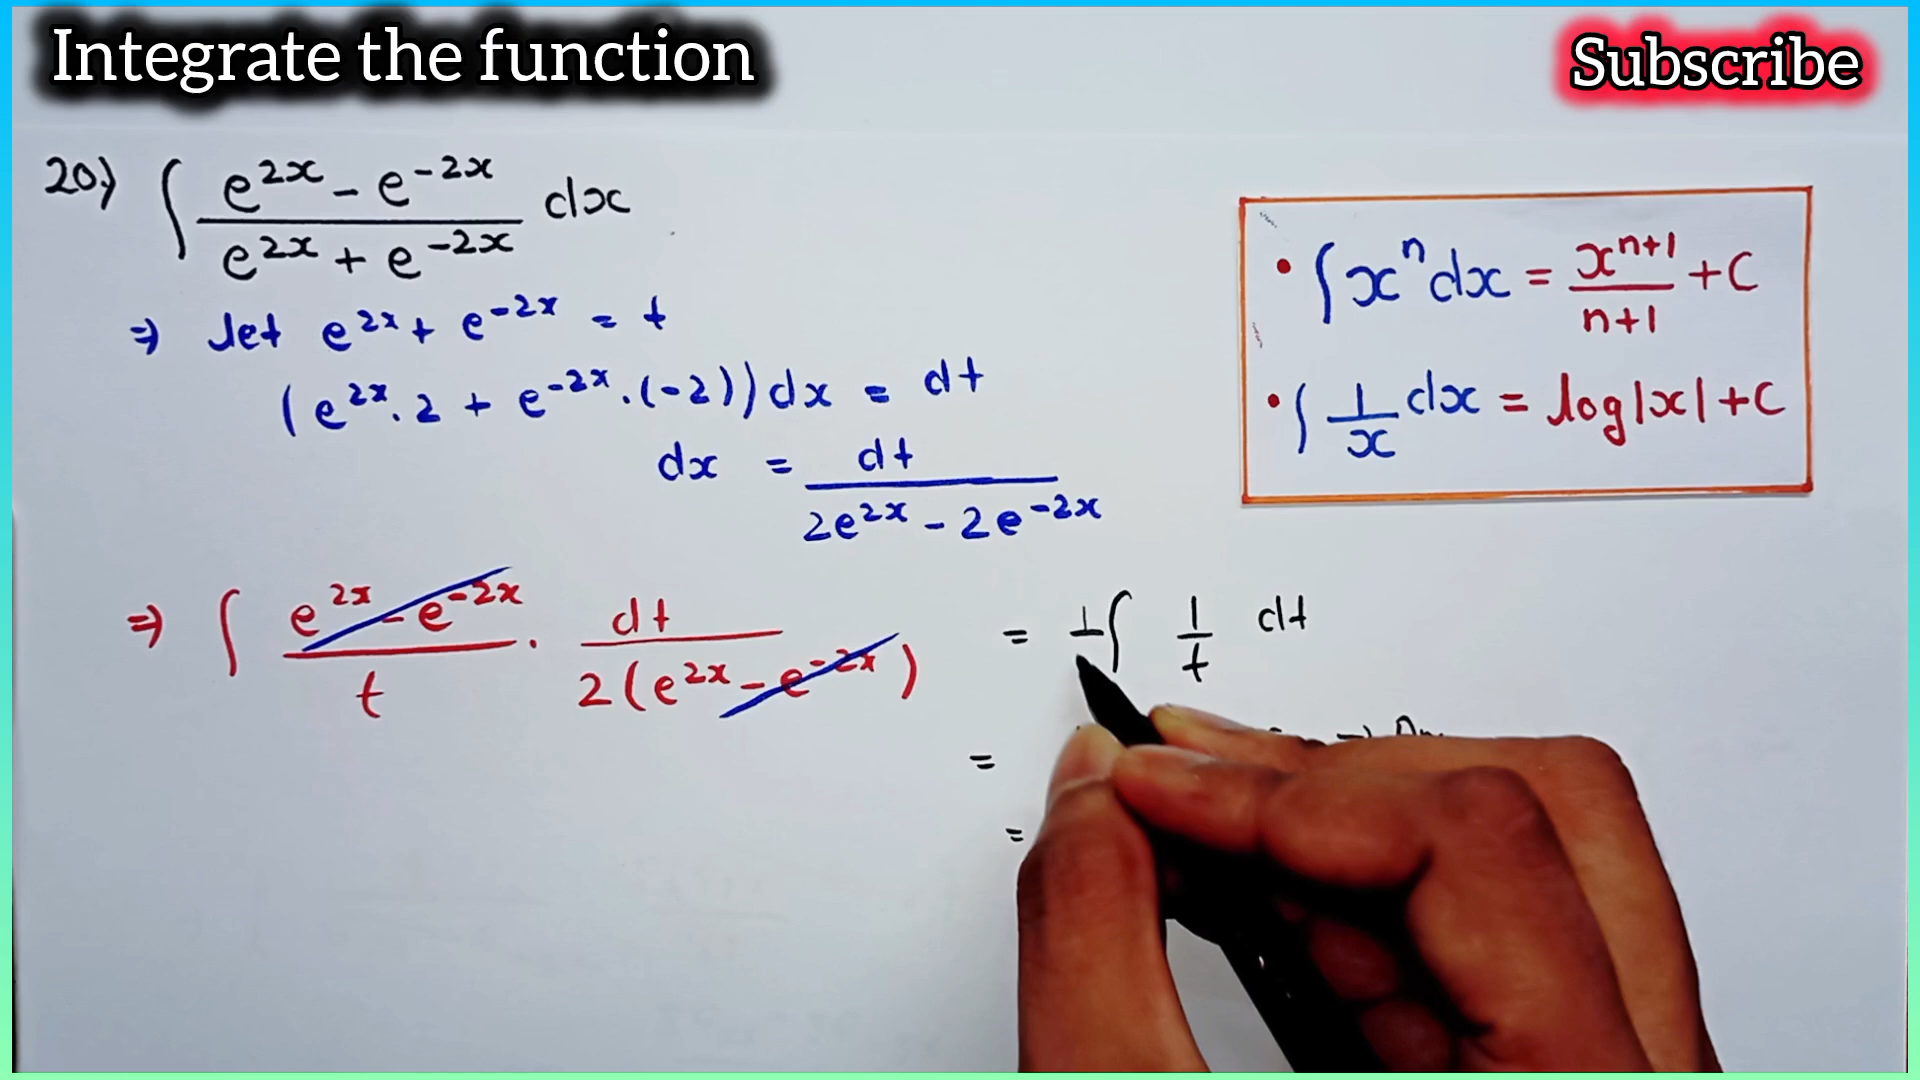 Integrate the function
Subscribe
20) ∫ (e^{2x} - e^{-2x})/(e^{2x} + e^{-2x}) dx
⇒ let e^{2x} + e^{-2x} = t
(e^{2x}.2 + e^{-2x}.(-2))dx = dt
dx = dt/(2e^{2x} - 2e^{-2x})
• ∫x^n dx = x^{n+1}/(n+1) + C
• ∫ 1/x dx = log|x| + C
⇒ ∫ (e^{2x} - e^{-2x})/t . dt/(2(e^{2x} - e^{-2x})) = 1 ∫ 1/t dt
=
=